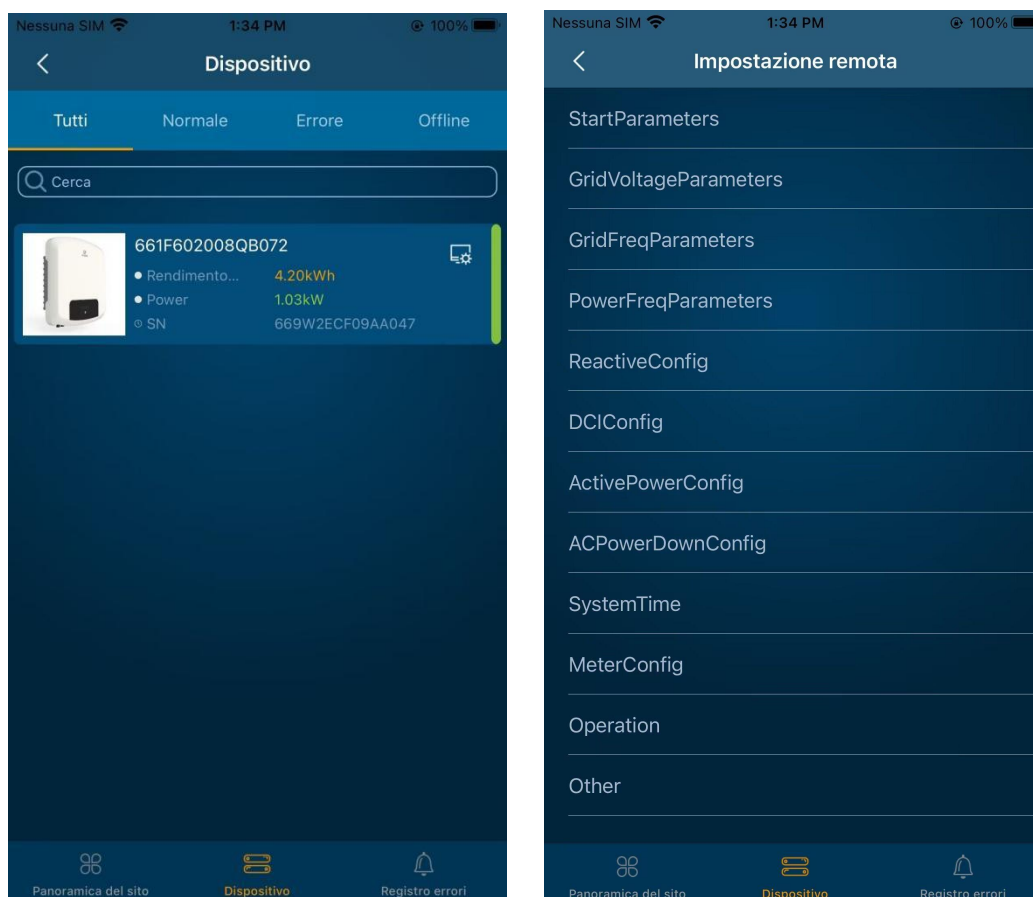 Nessuna SIM 1:34 PM 100%
Dispositivo
Tutti Normale Errore Offline
Cerca
661F602008QB072
Rendimento... 4.20kWh
Power 1.03kW
SN 669W2ECF09AA047
Panoramica del sito Dispositivo Registro errori
Nessuna SIM 1:34 PM 100%
Impostazione remota
StartParameters
GridVoltageParameters
GridFreqParameters
PowerFreqParameters
ReactiveConfig
DCIConfig
ActivePowerConfig
ACPowerDownConfig
SystemTime
MeterConfig
Operation
Other
Panoramica del sito Dispositivo Registro errori